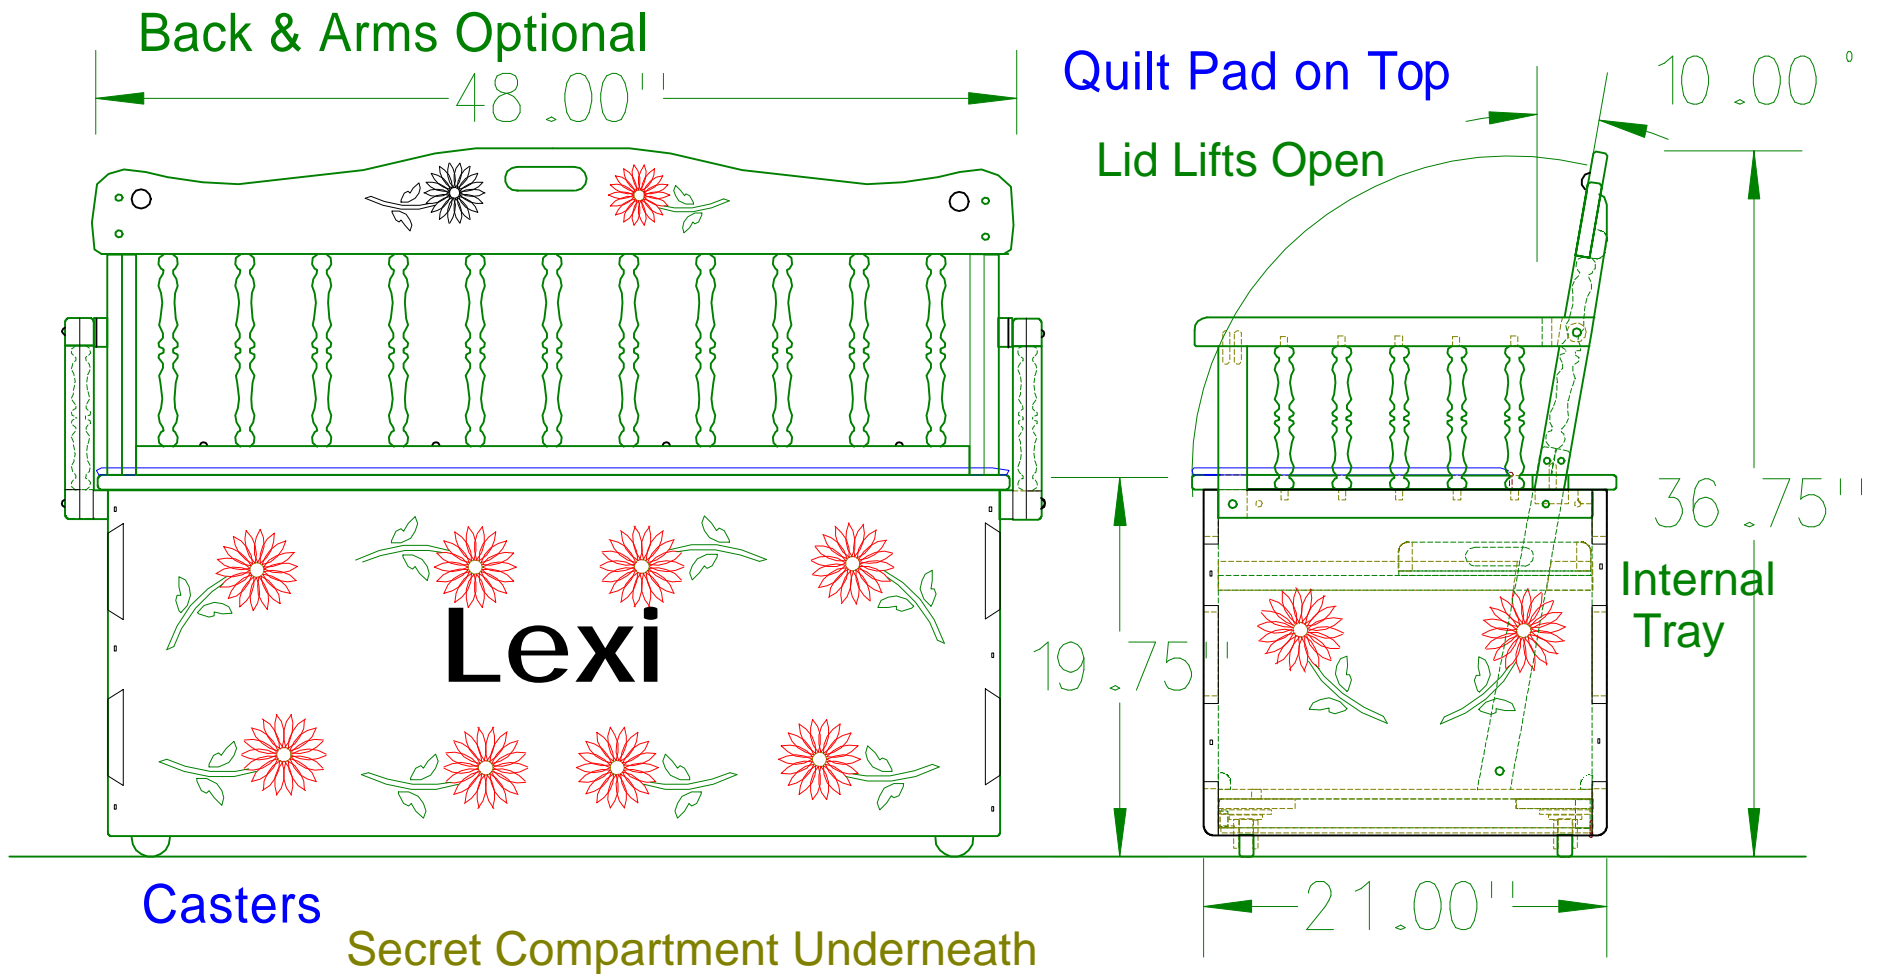 Back & Arms Optional
48.00"
Quilt Pad on Top
10.00°
Lid Lifts Open
36.75"
Internal
Tray
Lexi
19.75"
21.00"
Casters
Secret Compartment Underneath